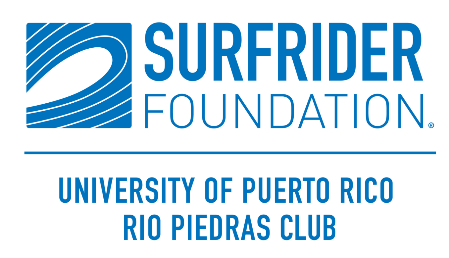 SURFRIDER
FOUNDATION®
UNIVERSITY OF PUERTO RICO
RIO PIEDRAS CLUB